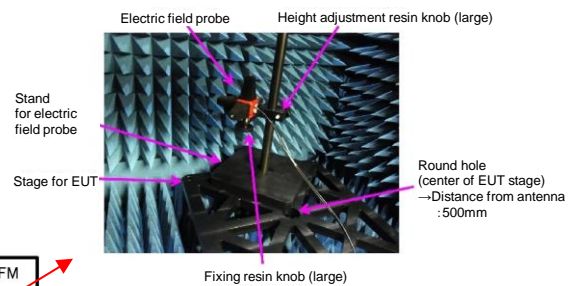 Electric field probe
Height adjustment resin knob (large)
Stand
for electric
field probe
Stage for EUT
Round hole
(center of EUT stage)
→Distance from antenna
:500mm
Fixing resin knob (large)
FM